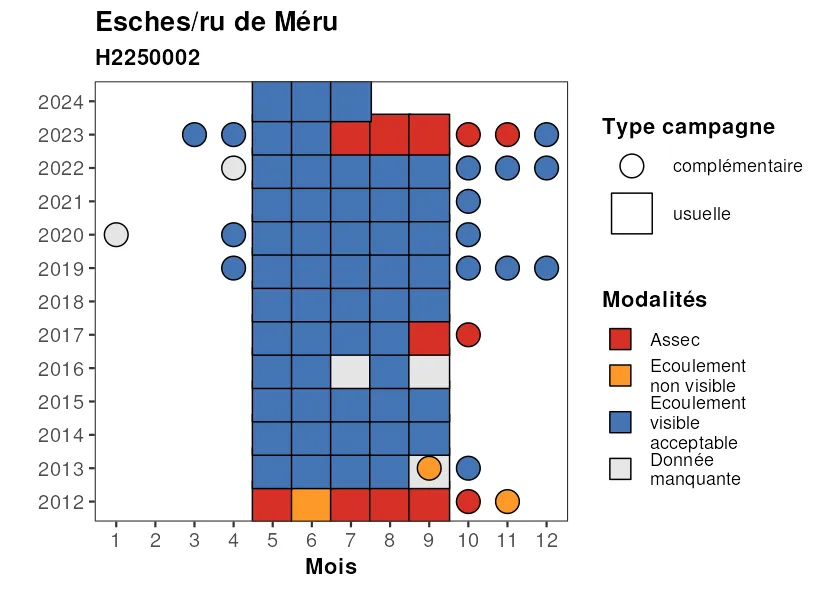 Esches/ru de Méru
H2250002
2024
2023
2022
2021
2020
2019
2018
2017
2016
2015
2014
2013
2012
1 2 3 4 5 6 7 8 9 10 11 12
Mois
Type campagne
complémentaire
usuelle
Modalités
Assec
Ecoulement
non visible
Ecoulement
visible
acceptable
Donnée
manquante